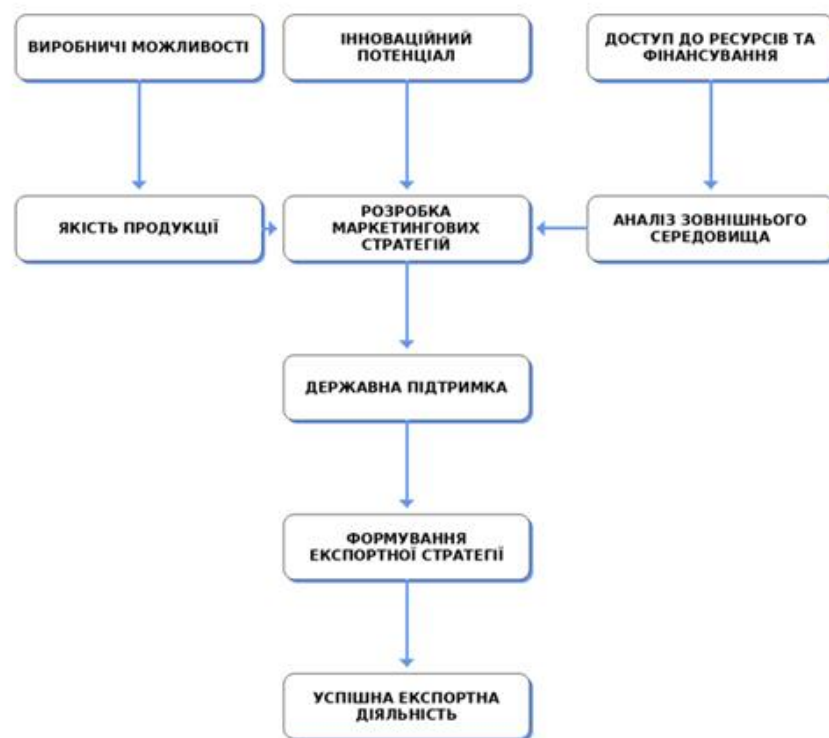 ВИРОБНИЧІ МОЖЛИВОСТІ
ІННОВАЦІЙНИЙ
ПОТЕНЦІАЛ
ДОСТУП ДО РЕСУРСІВ ТА
ФІНАНСУВАННЯ
ЯКІСТЬ ПРОДУКЦІЇ
РОЗРОБКА
МАРКЕТИНГОВИХ
СТРАТЕГІЙ
АНАЛІЗ ЗОВНІШНЬОГО
СЕРЕДОВИЩА
ДЕРЖАВНА ПІДТРИМКА
ФОРМУВАННЯ
ЕКСПОРТНОЇ СТРАТЕГІЇ
УСПІШНА ЕКСПОРТНА
ДІЯЛЬНІСТЬ